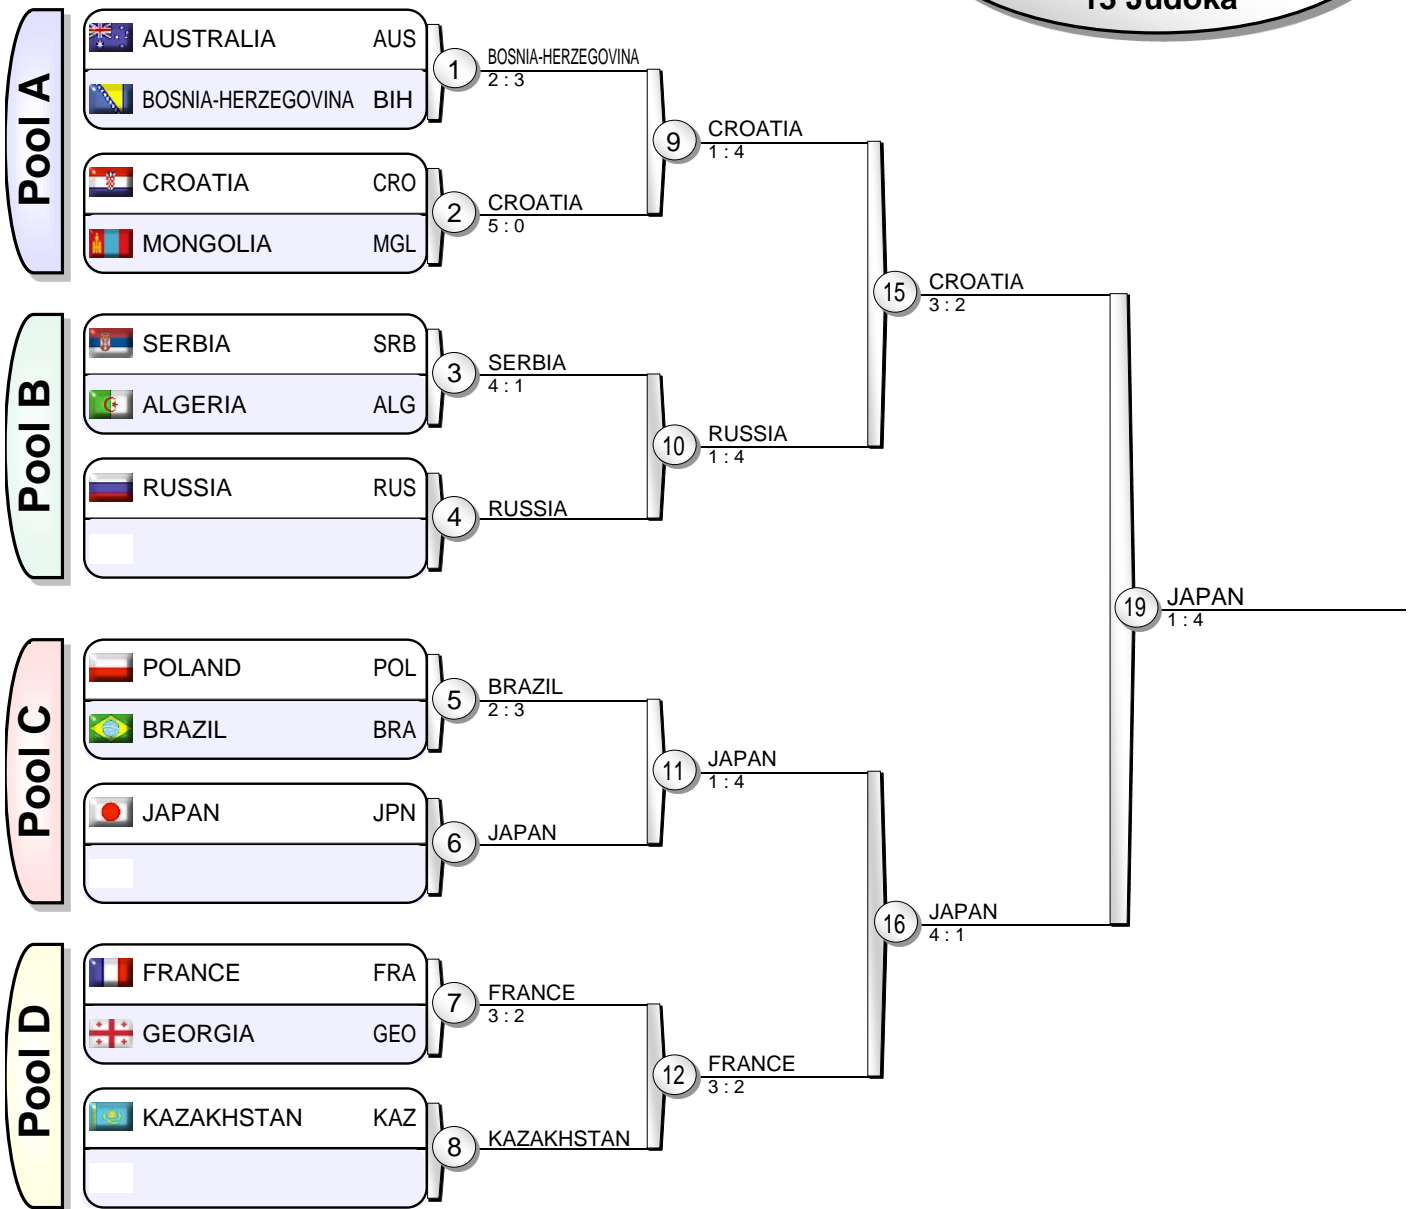 13 Judoka
Pool A
AUSTRALIA AUS
BOSNIA-HERZEGOVINA BIH
1
BOSNIA-HERZEGOVINA
2 : 3
CROATIA CRO
MONGOLIA MGL
2
CROATIA
5 : 0
9
CROATIA
1 : 4
Pool B
SERBIA SRB
ALGERIA ALG
3
SERBIA
4 : 1
RUSSIA RUS
4
RUSSIA
10
RUSSIA
1 : 4
15
CROATIA
3 : 2
Pool C
POLAND POL
BRAZIL BRA
5
BRAZIL
2 : 3
JAPAN JPN
6
JAPAN
11
JAPAN
1 : 4
Pool D
FRANCE FRA
GEORGIA GEO
7
FRANCE
3 : 2
KAZAKHSTAN KAZ
8
KAZAKHSTAN
12
FRANCE
3 : 2
16
JAPAN
4 : 1
19
JAPAN
1 : 4